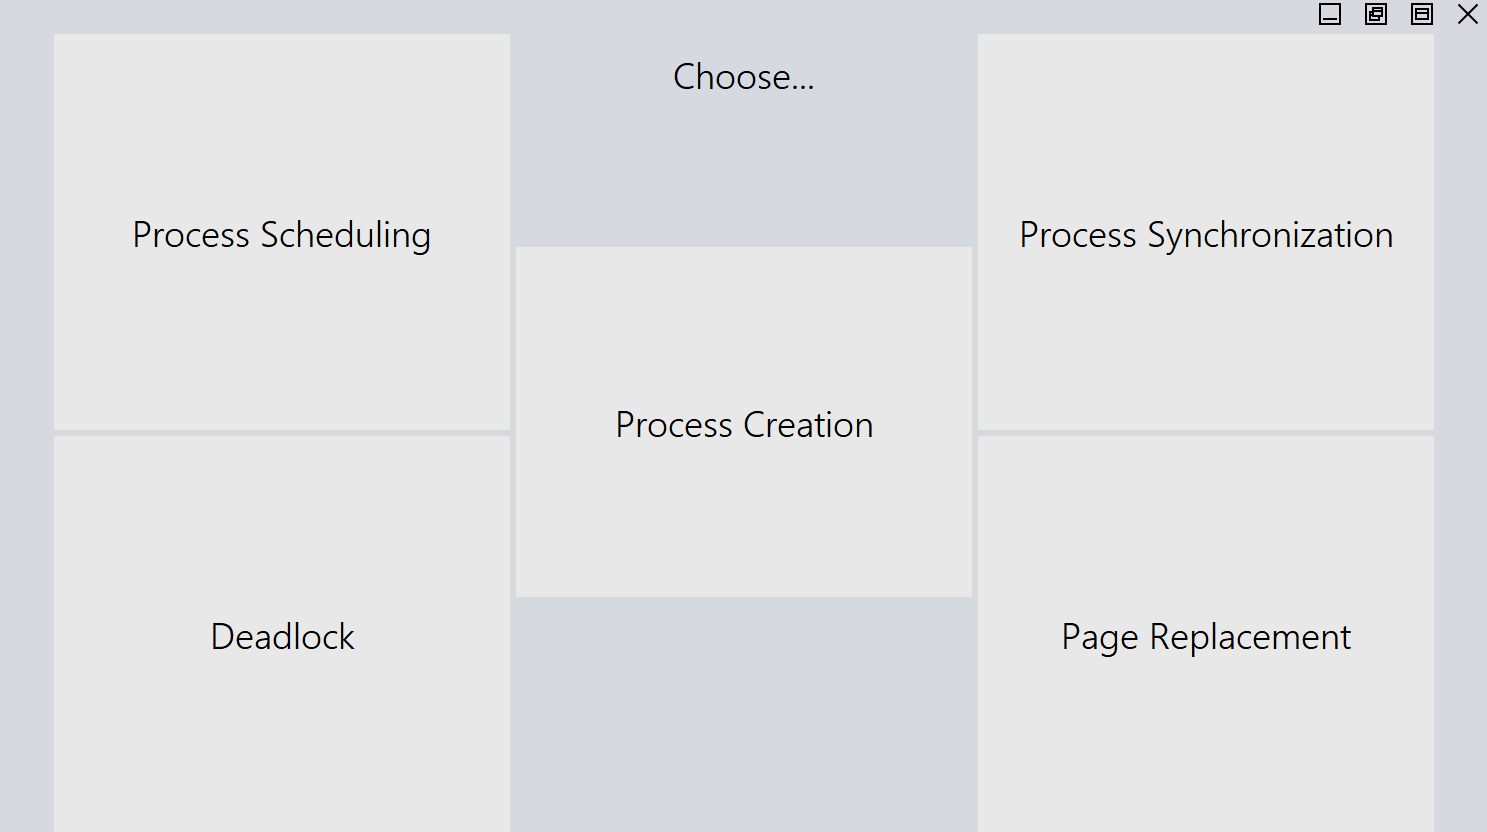 Choose...
Process Scheduling
Process Synchronization
Process Creation
Deadlock
Page Replacement